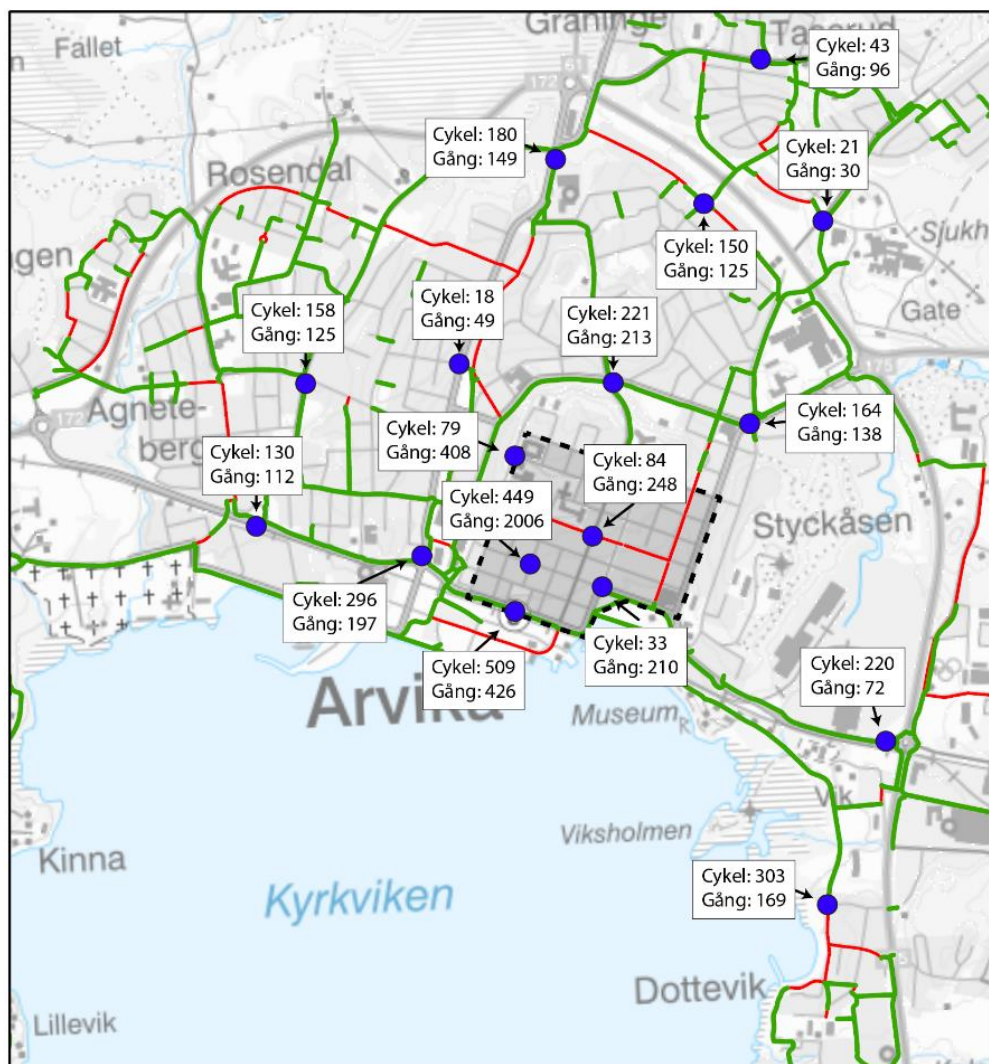 Graninge
Fallet
172
61
Cykel: 43
Gång: 96
Cykel: 180
Gång: 149
Cykel: 21
Gång: 30
Rosendal
Cykel: 150
Gång: 125
Sjukh
Gate
gen
Cykel: 158
Gång: 125
Cykel: 18
Gång: 49
Cykel: 221
Gång: 213
172
Agnete-
berg
Cykel: 79
Gång: 408
Cykel: 164
Gång: 138
Cykel: 130
Gång: 112
Cykel: 84
Gång: 248
Cykel: 449
Gång: 2006
Styckåsen
Cykel: 296
Gång: 197
Cykel: 509
Gång: 426
Cykel: 33
Gång: 210
Arvika
Museum
Cykel: 220
Gång: 72
Vik
Viksholmen
Kinna
Kyrkviken
Cykel: 303
Gång: 169
Dottevik
Lillevik